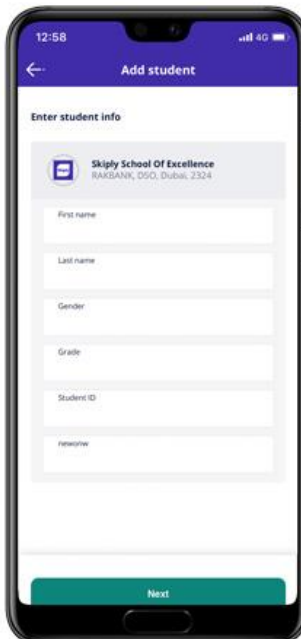 12:58
4G
Add student
Enter student info
Skiply School Of Excellence
RAKBANK, DSO, Dubai, 2324
First name
Last name
Gender
Grade
Student ID
newonw
Next